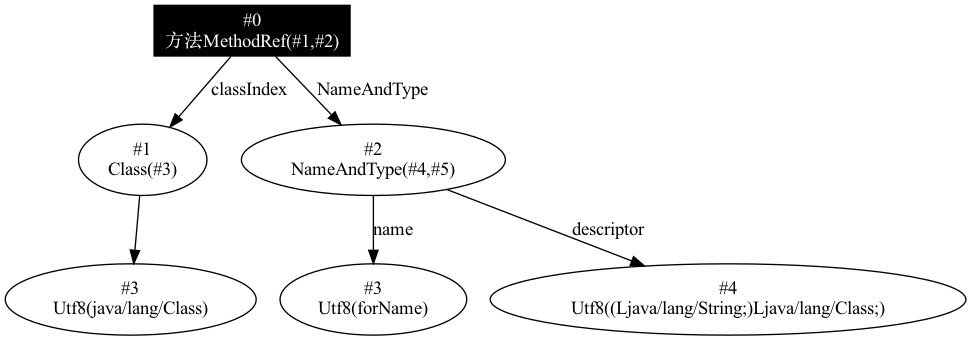 #0
方法MethodRef(#1,#2)
classIndex
NameAndType
#1
Class(#3)
#2
NameAndType(#4,#5)
name
descriptor
#3
Utf8(java/lang/Class)
#3
Utf8(forName)
#4
Utf8((Ljava/lang/String;)Ljava/lang/Class;)